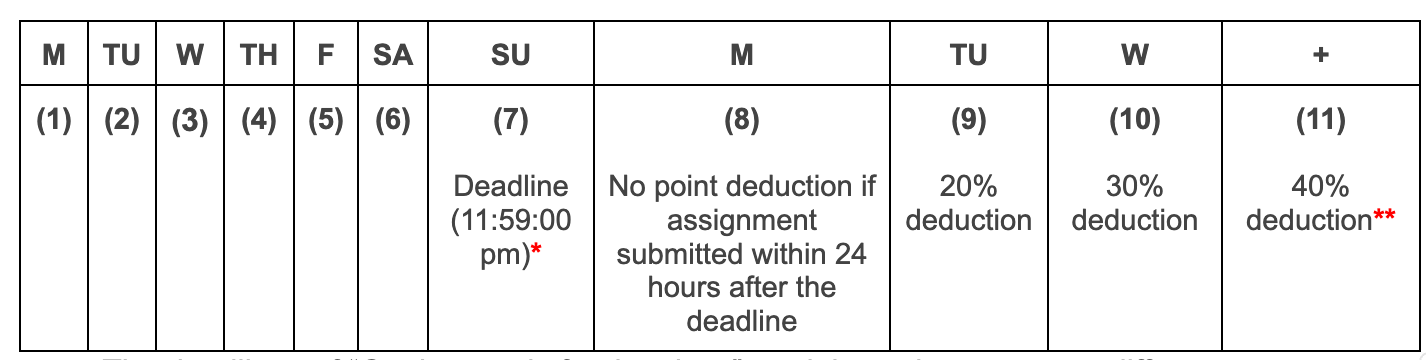 M TU W TH F SA SU M TU W +
(1) (2) (3) (4) (5) (6) (7) (8) (9) (10) (11)
Deadline
(11:59:00
pm)*
No point deduction if
assignment
submitted within 24
hours after the
deadline
20%
deduction
30%
deduction
40%
deduction**